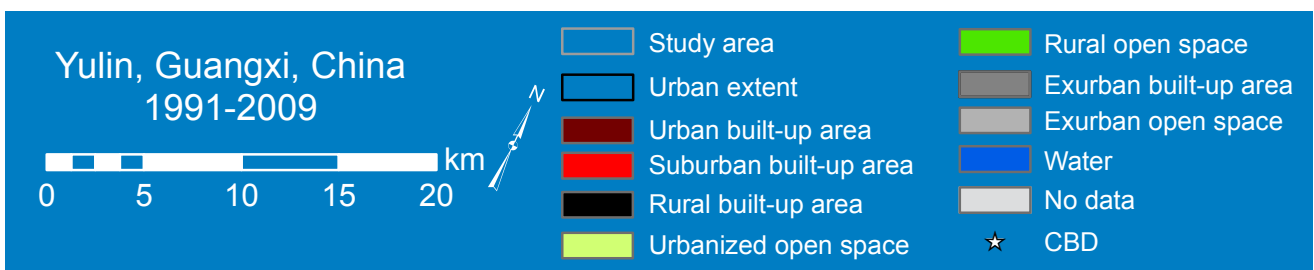 Yulin, Guangxi, China
1991-2009
km
0 5 10 15 20
N
Study area
Urban extent
Urban built-up area
Suburban built-up area
Rural built-up area
Urbanized open space
Rural open space
Exurban built-up area
Exurban open space
Water
No data
CBD